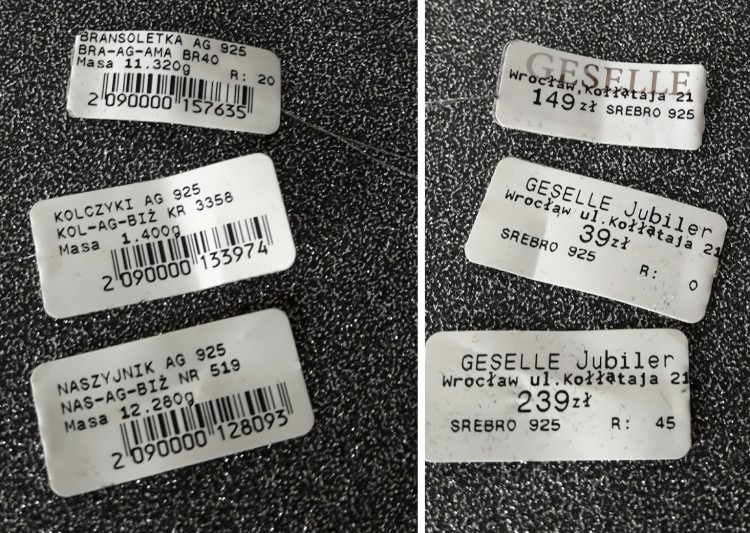 BRANSOLETKA AG 925
BRA-AG-AMA BR40
Masa 11.320g R: 20
2 090000 157635
KOLCZYKI AG 925
KOL-AG-BIŻ KR 3358
Masa 1.400g
2 090000 133974
NASZYJNIK AG 925
NAS-AG-BIŻ NR 519
Masa 12.280g
2 090000 128093
GESELLE
Wrocław,Kołłątaja 21
149 zł SREBRO 925
GESELLE Jubiler
Wrocław ul.Kołłątaja 21
39zł
SREBRO 925 R: 0
GESELLE Jubiler
Wrocław ul.Kołłątaja 21
239zł
SREBRO 925 R: 45